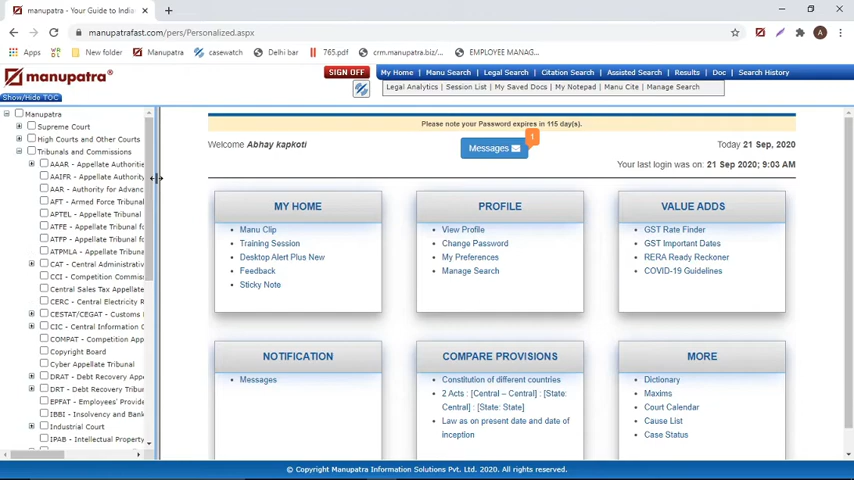 manupatra - Your Guide to India
manupatrafast.com/pers/Personalized.aspx
A
Apps
New folder
Manupatra
casewatch
Delhi bar
765.pdf
crm.manupatra.biz/...
EMPLOYEE MANAG...
manupatra®
SIGN OFF
My Home | Manu Search | Legal Search | Citation Search | Assisted Search | Results | Doc | Search History
Legal Analytics | Session List | My Saved Docs | My Notepad | Manu Cite | Manage Search
Show/Hide TOC
Manupatra
Supreme Court
High Courts and Other Courts
Tribunals and Commissions
AAAR - Appellate Authoritie
AAIFR - Appellate Authority
AAR - Authority for Advanc
AFT - Armed Force Tribuna
APTEL - Appellate Tribunal
ATFE - Appellate Tribunal fo
ATFP - Appellate Tribunal fo
ATPMLA - Appellate Tribun
CAT - Central Administrativ
CCI - Competition Commis
Central Sales Tax Appellate
CERC - Central Electricity R
CESTAT/CEGAT - Customs
CIC - Central Information C
COMPAT - Competition App
Copyright Board
Cyber Appellate Tribunal
DRAT - Debt Recovery Appe
DRT - Debt Recovery Tribun
EPFAT - Employees' Provide
IBBI - Insolvency and Bank
Industrial Court
IPAB - Intellectual Property
Please note your Password expires in 115 day(s).
Welcome Abhay kapkoti
Messages
1
Today 21 Sep, 2020
Your last login was on: 21 Sep 2020; 9:03 AM
MY HOME
Manu Clip
Training Session
Desktop Alert Plus New
Feedback
Sticky Note
PROFILE
View Profile
Change Password
My Preferences
Manage Search
VALUE ADDS
GST Rate Finder
GST Important Dates
RERA Ready Reckoner
COVID-19 Guidelines
NOTIFICATION
Messages
COMPARE PROVISIONS
Constitution of different countries
2 Acts : [Central – Central] : [State:
Central] : [State: State]
Law as on present date and date of
inception
MORE
Dictionary
Maxims
Court Calendar
Cause List
Case Status
© Copyright Manupatra Information Solutions Pvt. Ltd. 2020. All rights reserved.